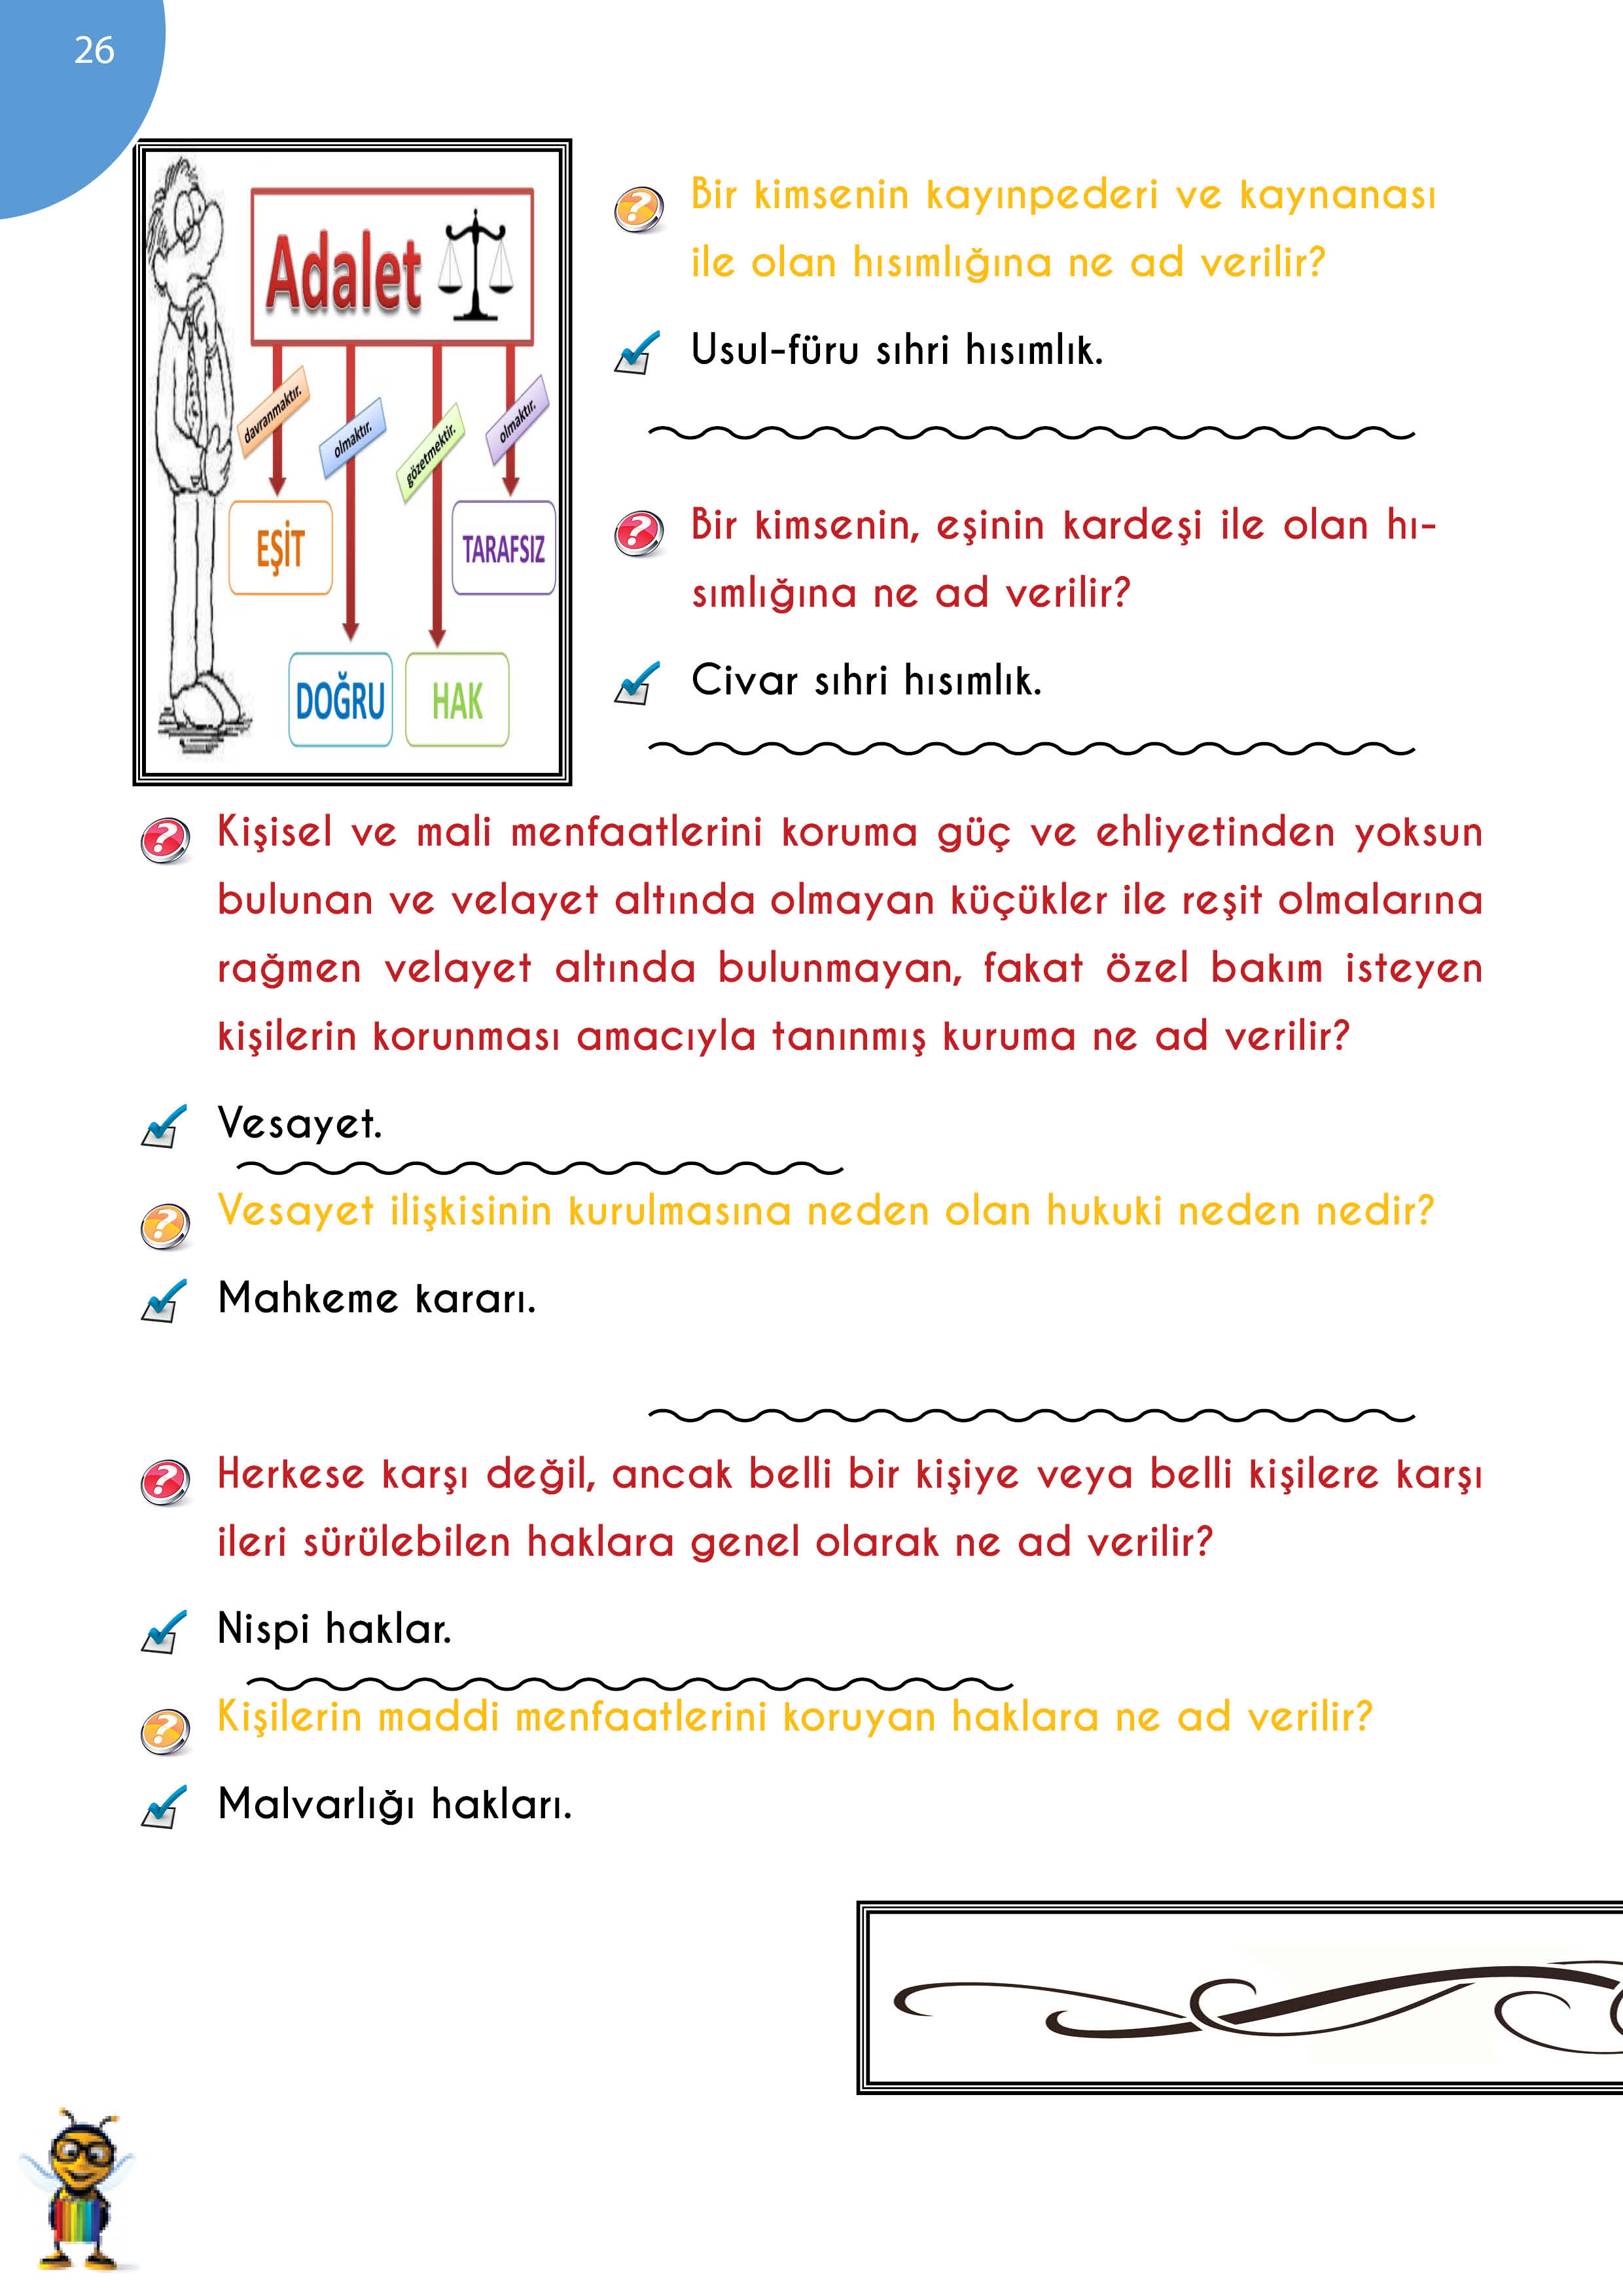 26
Adalet
davranmaktır.
olmaktır.
gözetmektir.
olmaktır.
EŞİT
TARAFSIZ
DOĞRU
HAK
Bir kimsenin kayınpederi ve kaynanası
ile olan hısımlığına ne ad verilir?
Usul-füru sıhri hısımlık.
Bir kimsenin, eşinin kardeşi ile olan hı-
sımlığına ne ad verilir?
Civar sıhri hısımlık.
Kişisel ve mali menfaatlerini koruma güç ve ehliyetinden yoksun
bulunan ve velayet altında olmayan küçükler ile reşit olmalarına
rağmen velayet altında bulunmayan, fakat özel bakım isteyen
kişilerin korunması amacıyla tanınmış kuruma ne ad verilir?
Vesayet.
Vesayet ilişkisinin kurulmasına neden olan hukuki neden nedir?
Mahkeme kararı.
Herkese karşı değil, ancak belli bir kişiye veya belli kişilere karşı
ileri sürülebilen haklara genel olarak ne ad verilir?
Nispi haklar.
Kişilerin maddi menfaatlerini koruyan haklara ne ad verilir?
Malvarlığı hakları.